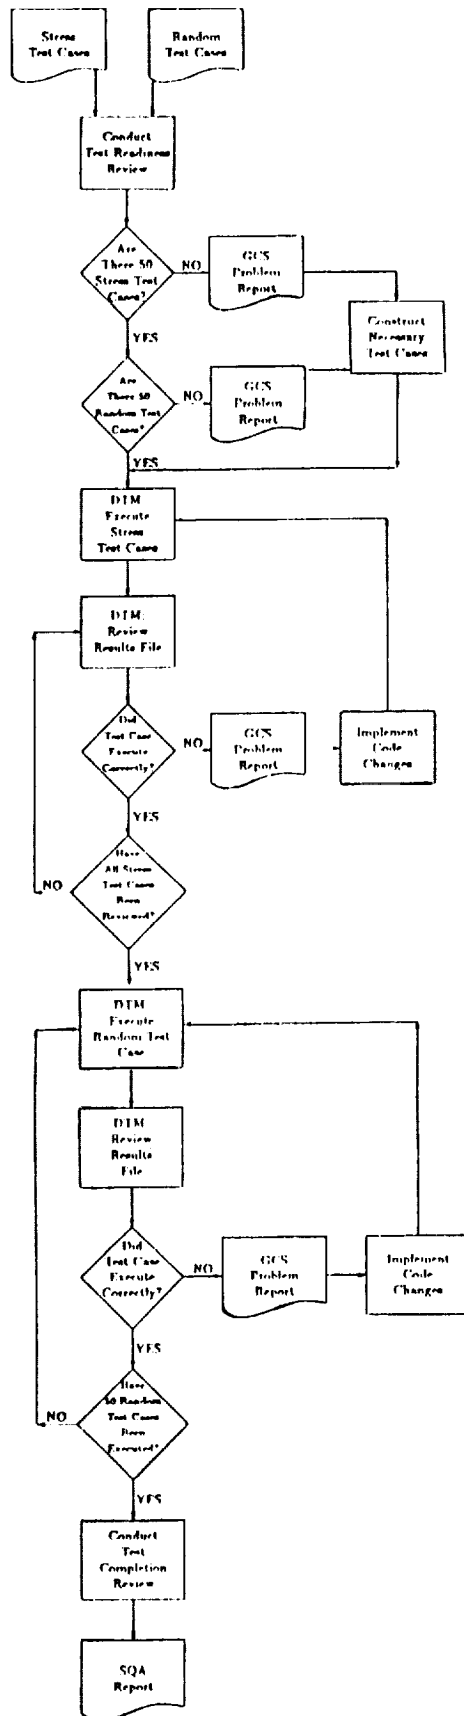 Stress
Test Cases
Random
Test Cases
Conduct
Test Readiness
Review
Are
There 50
Stress Test
Cases?
NO
GCS
Problem
Report
Construct
Necessary
Test Cases
YES
Are
There 50
Random Test
Cases?
NO
GCS
Problem
Report
YES
DTM
Execute
Stress
Test Cases
DTM:
Review
Results File
Did
Test Case
Execute
Correctly?
NO
GCS
Problem
Report
Implement
Code
Changes
YES
Have
All Stress
Test Cases
Been
Reviewed?
NO
YES
DTM
Execute
Random Test
Case
DTM
Review
Results
File
Did
Test Case
Execute
Correctly?
NO
GCS
Problem
Report
Implement
Code
Changes
YES
Have
50 Random
Test Cases
Been
Executed?
NO
YES
Conduct
Test
Completion
Review
SQA
Report